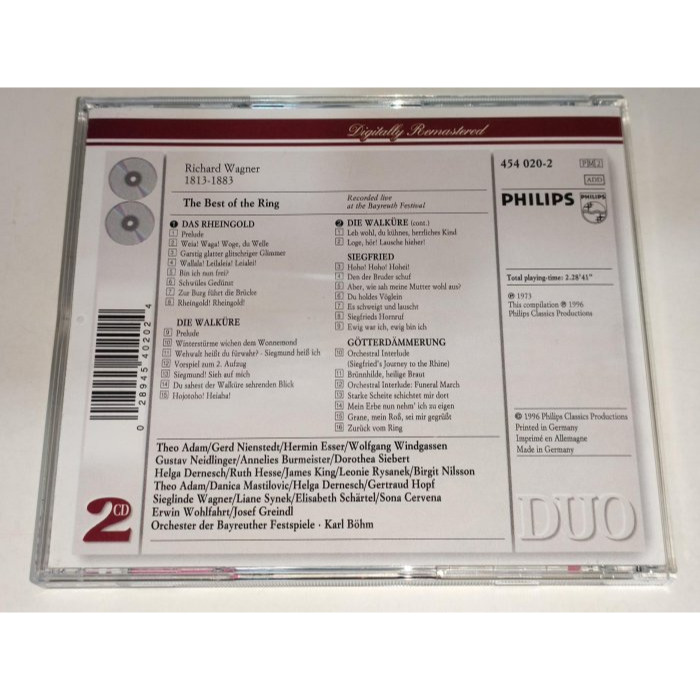 Digitally Remastered
Richard Wagner
1813-1883
The Best of the Ring
Recorded live
at the Bayreuth Festival
1 DAS RHEINGOLD
1 Prelude
2 Weia! Waga! Woge, du Welle
3 Garstig glatter glitschriger Glimmer
4 Wallala! Leilaleia! Leialei!
5 Bin ich nun frei?
6 Schwüles Gedünst
7 Zur Burg führt die Brücke
8 Rheingold! Rheingold!
DIE WALKÜRE
9 Prelude
10 Winterstürme wichen dem Wonnemond
11 Wehwalt heißt du fürwahr? - Siegmund heiß ich
12 Vorspiel zum 2. Aufzug
13 Siegmund! Sieh auf mich
14 Du sahest der Walküre sehrenden Blick
15 Hojotoho! Heiaha!
2 DIE WALKÜRE (cont.)
1 Leb wohl, du kühnes, herrliches Kind
2 Loge, hör! Lausche hieher!
SIEGFRIED
3 Hoho! Hoho! Hohei!
4 Den der Bruder schuf
5 Aber, wie sah meine Mutter wohl aus?
6 Du holdes Vöglein
7 Es schweigt und lauscht
8 Siegfrieds Hornruf
9 Ewig war ich, ewig bin ich
GÖTTERDÄMMERUNG
10 Orchestral Interlude
(Siegfried's Journey to the Rhine)
11 Brünnhilde, heilige Braut
12 Orchestral Interlude: Funeral March
13 Starke Scheite schichtet mir dort
14 Mein Erbe nun nehm' ich zu eigen
15 Grane, mein Roß, sei mir gegrüßt
16 Zurück vom Ring
Theo Adam/Gerd Nienstedt/Hermin Esser/Wolfgang Windgassen
Gustav Neidlinger/Annelies Burmeister/Dorothea Siebert
Helga Dernesch/Ruth Hesse/James King/Leonie Rysanek/Birgit Nilsson
Theo Adam/Danica Mastilovic/Helga Dernesch/Gertraud Hopf
Sieglinde Wagner/Liane Synek/Elisabeth Schärtel/Sona Cervena
Erwin Wohlfahrt/Josef Greindl
Orchester der Bayreuther Festspiele · Karl Böhm
0 28945 40202 4
2 CD
454 020-2
PM2
ADD
PHILIPS
PHILIPS
Total playing-time: 2.28'41"
℗ 1973
This compilation ℗ 1996
Philips Classics Productions
© 1996 Philips Classics Productions
Printed in Germany
Imprimé en Allemagne
Made in Germany
DUO